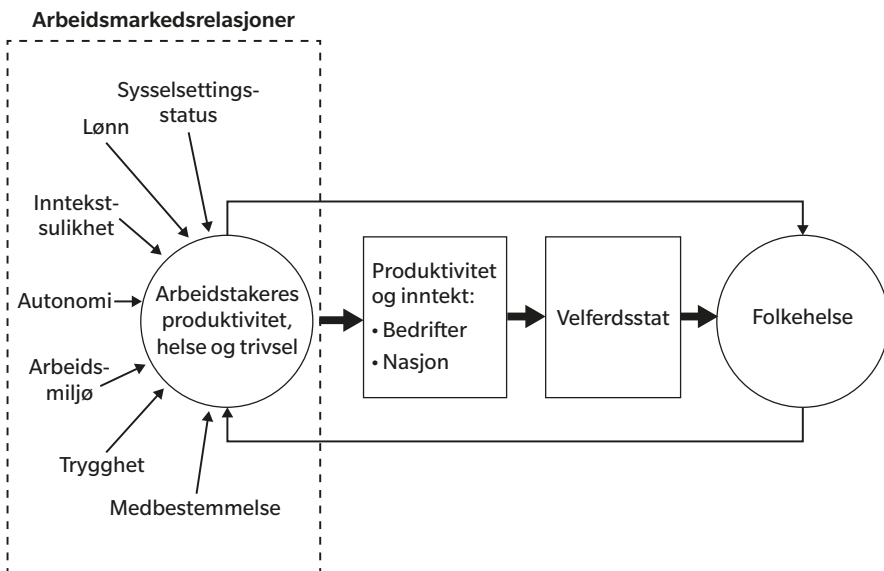 Arbeidsmarkedsrelasjoner
Sysselsettings-
status
Lønn
Inntekst-
sulikhet
Autonomi
Arbeids-
miljø
Trygghet
Medbestemmelse
Arbeidstakeres
produktivitet,
helse og trivsel
Produktivitet
og inntekt:
• Bedrifter
• Nasjon
Velferdsstat
Folkehelse